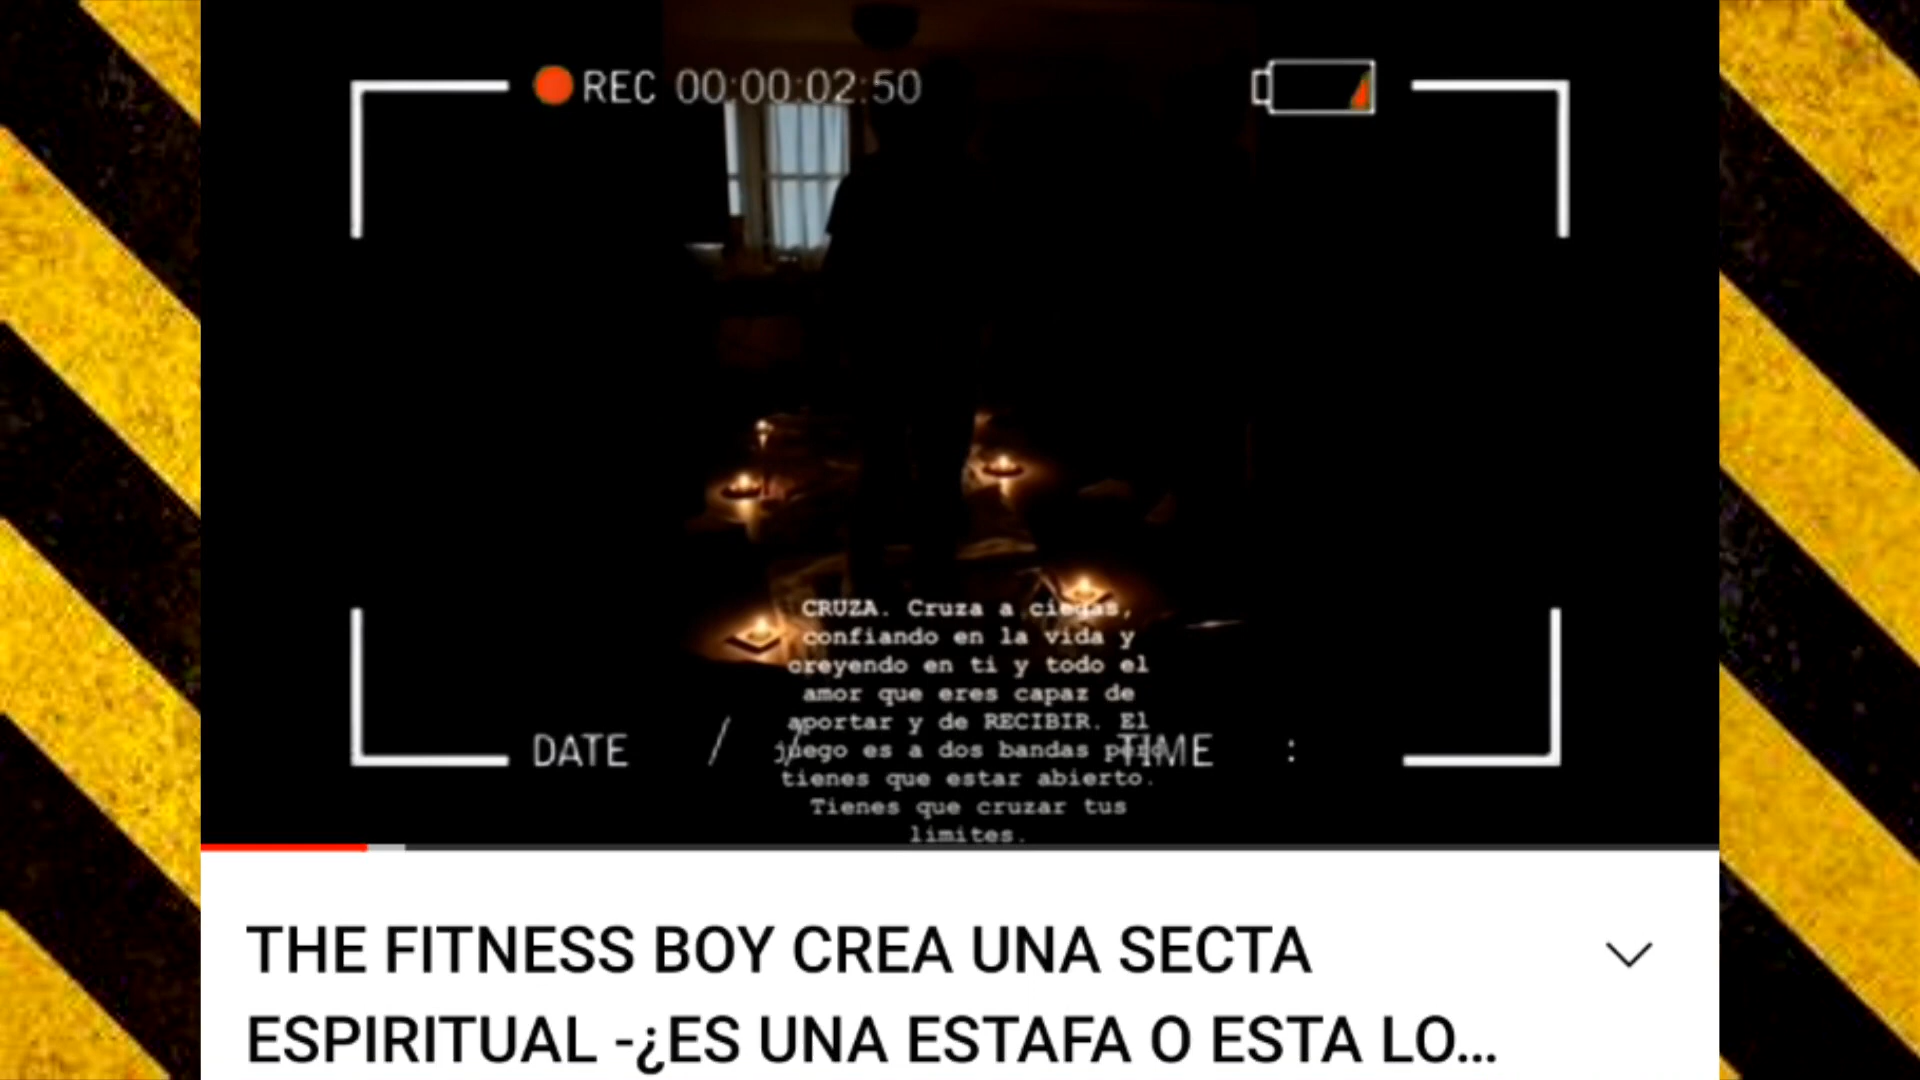 REC 00:00:02:50
CRUZA. Cruza a ciegas,
confiando en la vida y
creyendo en ti y todo el
amor que eres capaz de
aportar y de RECIBIR. El
juego es a dos bandas pero
tienes que estar abierto.
Tienes que cruzar tus
limites.
DATE / / TIME :
THE FITNESS BOY CREA UNA SECTA
ESPIRITUAL -¿ES UNA ESTAFA O ESTA LO...